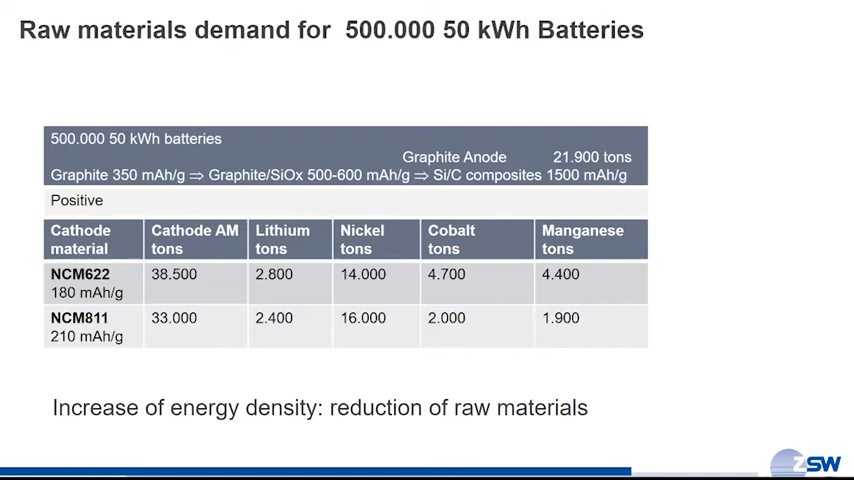 Raw materials demand for 500.000 50 kWh Batteries
500.000 50 kWh batteries
Graphite Anode 21.900 tons
Graphite 350 mAh/g ⇒ Graphite/SiOx 500-600 mAh/g ⇒ Si/C composites 1500 mAh/g
Positive
Cathode material Cathode AM tons Lithium tons Nickel tons Cobalt tons Manganese tons
NCM622 180 mAh/g 38.500 2.800 14.000 4.700 4.400
NCM811 210 mAh/g 33.000 2.400 16.000 2.000 1.900
Increase of energy density: reduction of raw materials
ZSW